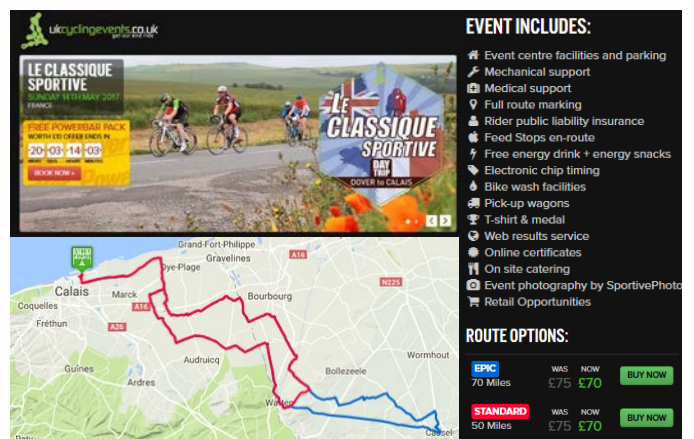 ukcyclingevents.co.uk
get out and ride
LE CLASSIQUE
SPORTIVE
SUNDAY 14TH MAY 2017
FRANCE
FREE POWERBAR PACK
WORTH £10 OFFER ENDS IN
20 03 14 03
WEEKS DAYS HOURS MINUTES
BOOK NOW
LE
CLASSIQUE
SPORTIVE
DAY
TRIP
DOVER to CALAIS
EVENT INCLUDES:
Event centre facilities and parking
Mechanical support
Medical support
Full route marking
Rider public liability insurance
Feed Stops en-route
Free energy drink + energy snacks
Electronic chip timing
Bike wash facilities
Pick-up wagons
T-shirt & medal
Web results service
Online certificates
On site catering
Event photography by SportivePhoto
Retail Opportunities
ROUTE OPTIONS:
EPIC
70 Miles
WAS NOW
£75 £70
BUY NOW
STANDARD
50 Miles
WAS NOW
£75 £70
BUY NOW
START
FINISH
Grand-Fort-Philippe
Gravelines
A16
Oye-Plage
Calais
Marck
A16
Bourbourg
N225
Coquelles
Fréthun
A26
Guînes
Audruicq
Ardres
Wormhout
Bollezeele
Watten
Cassel